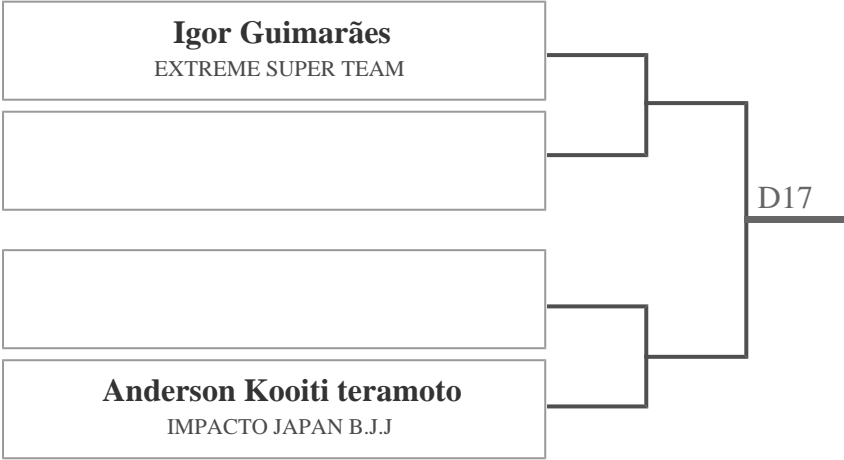 Igor Guimarães
EXTREME SUPER TEAM
D17
Anderson Kooiti teramoto
IMPACTO JAPAN B.J.J